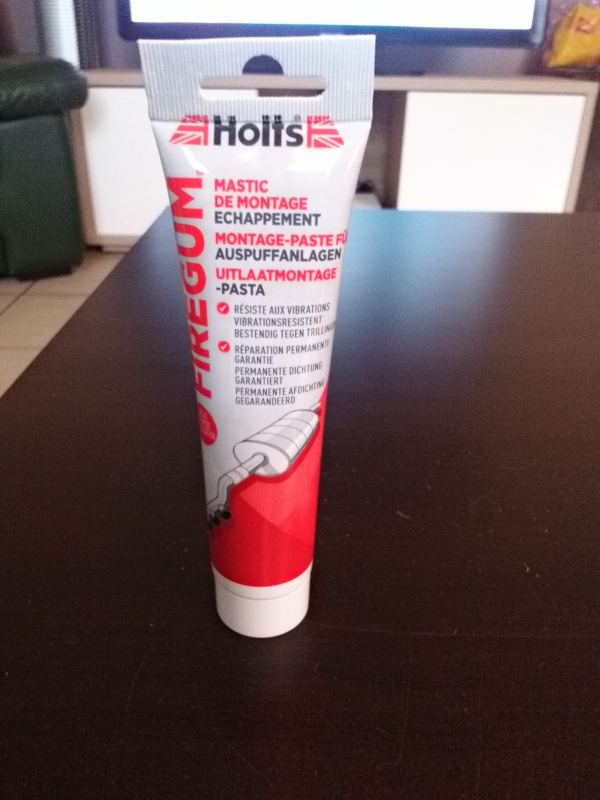 Holts
FIREGUM
MASTIC
DE MONTAGE
ECHAPPEMENT
MONTAGE-PASTE FÜ
AUSPUFFANLAGEN
UITLAATMONTAGE
-PASTA
RÉSISTE AUX VIBRATIONS
VIBRATIONSRESISTENT
BESTENDIG TEGEN TRILLING
RÉPARATION PERMANENTE
GARANTIE
PERMANENTE DICHTUNG
GARANTIERT
PERMANENTE AFDICHTING
GEGARANDEERD